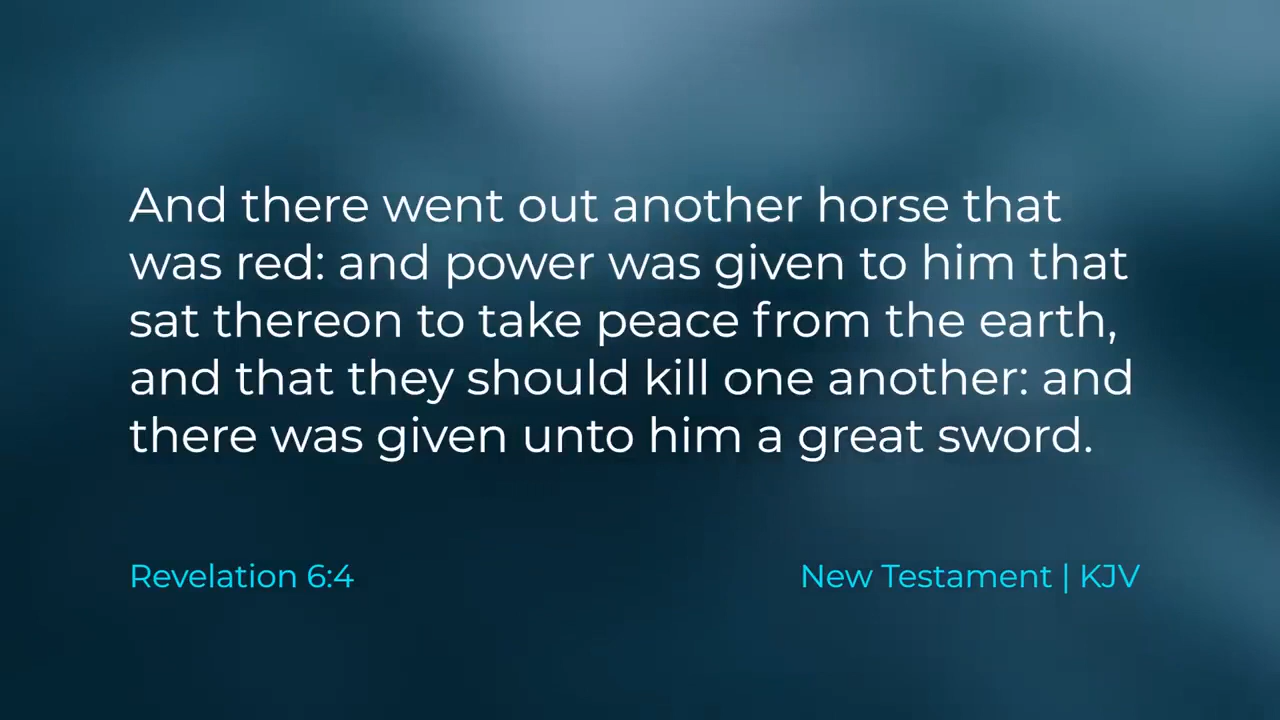 And there went out another horse that
was red: and power was given to him that
sat thereon to take peace from the earth,
and that they should kill one another: and
there was given unto him a great sword.
Revelation 6:4
New Testament | KJV